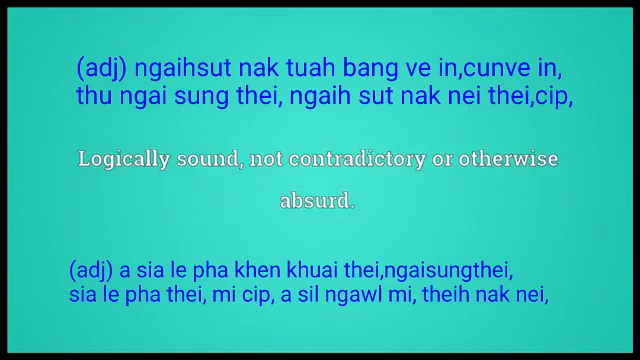 (adj) ngaihsut nak tuah bang ve in,cunve in,
thu ngai sung thei, ngaih sut nak nei thei,cip,
Logically sound, not contradictory or otherwise
absurd.
(adj) a sia le pha khen khuai thei,ngaisungthei,
sia le pha thei, mi cip, a sil ngawl mi, theih nak nei,